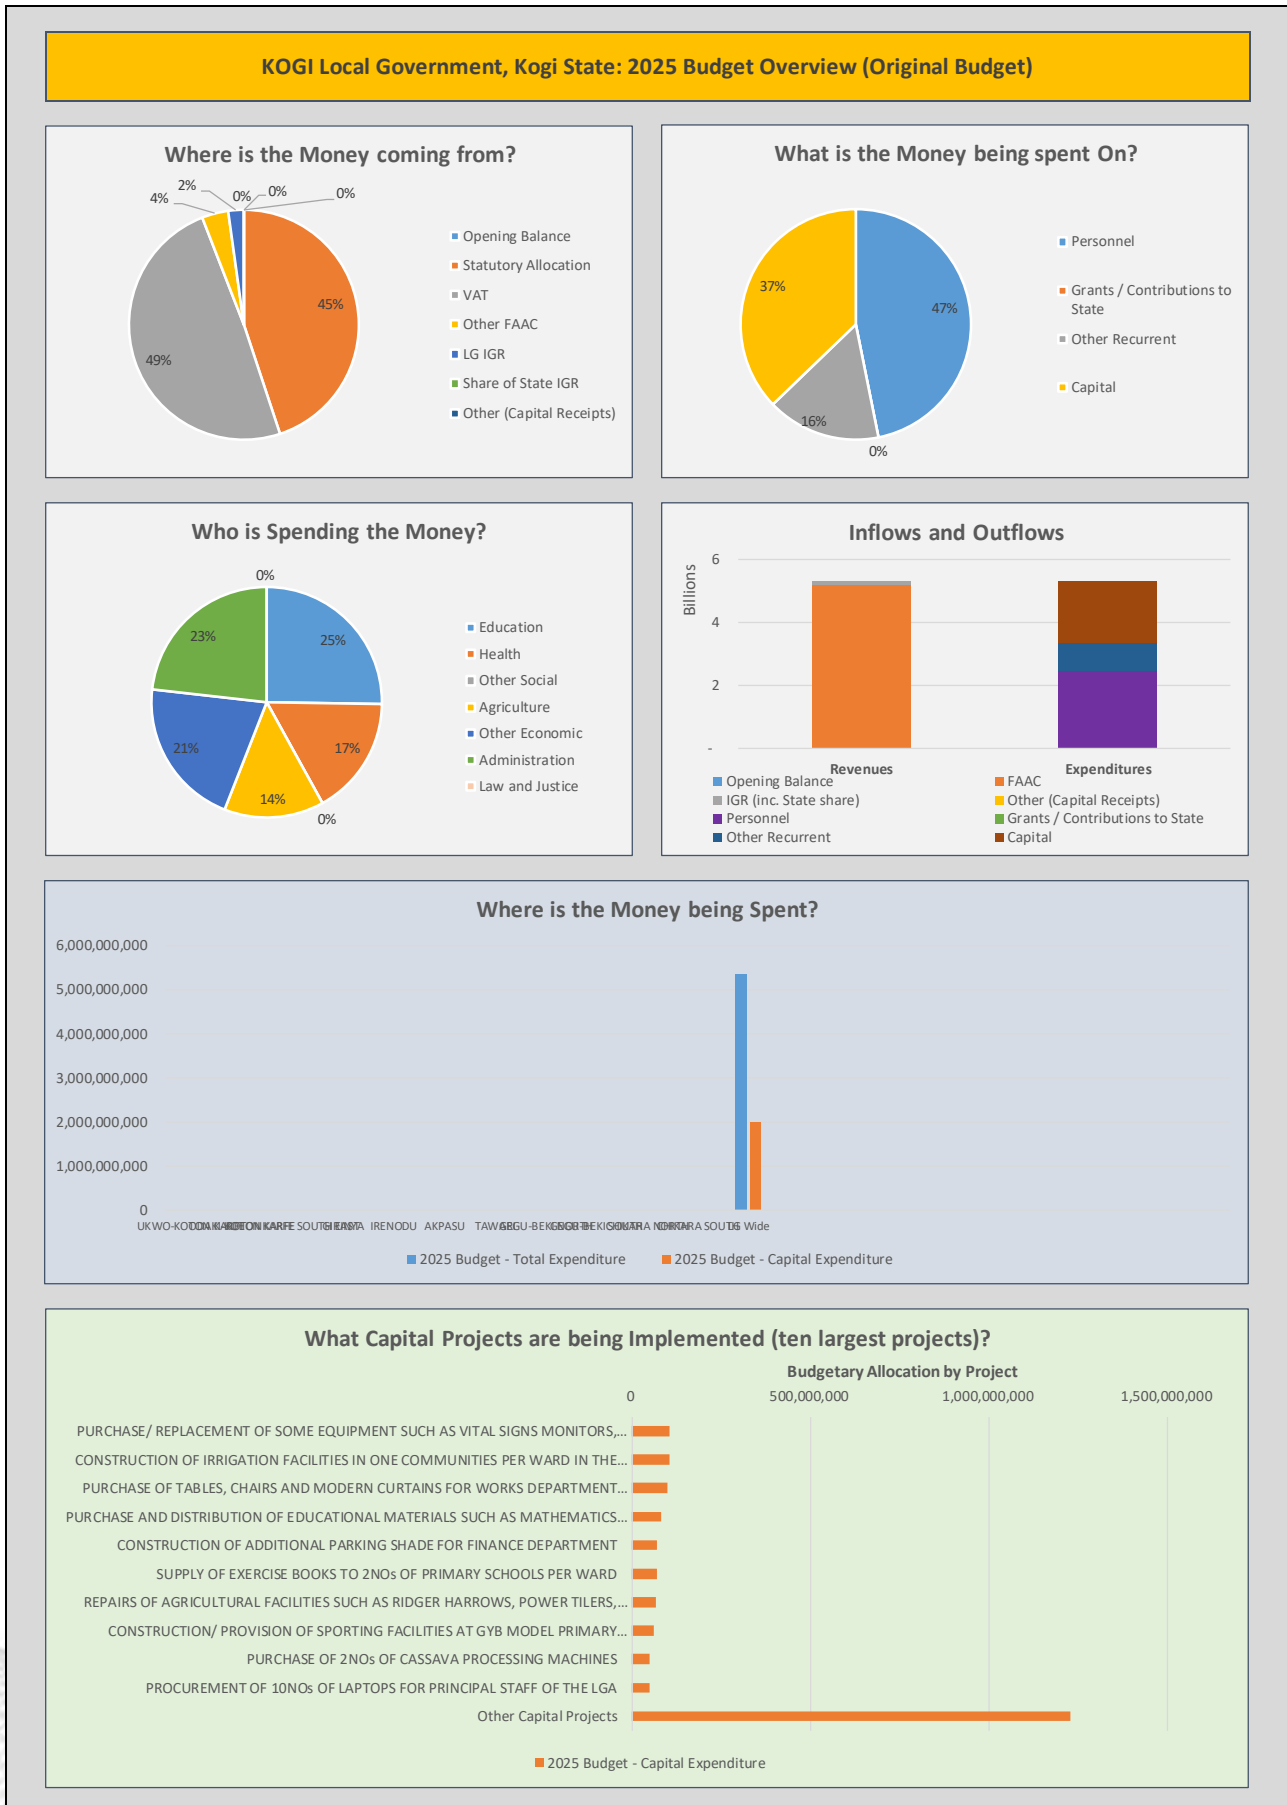 KOGI Local Government, Kogi State: 2025 Budget Overview (Original Budget)
Where is the Money coming from?
4%
2%
0%
0%
0%
45%
49%
Opening Balance
Statutory Allocation
VAT
Other FAAC
LG IGR
Share of State IGR
Other (Capital Receipts)
What is the Money being spent On?
37%
47%
16%
0%
Personnel
Grants / Contributions to
State
Other Recurrent
Capital
Who is Spending the Money?
0%
23%
25%
21%
17%
14%
0%
Education
Health
Other Social
Agriculture
Other Economic
Administration
Law and Justice
Inflows and Outflows
Billions
6
4
2
-
Revenues
Expenditures
Opening Balance
FAAC
IGR (inc. State share)
Other (Capital Receipts)
Personnel
Grants / Contributions to State
Other Recurrent
Capital
Where is the Money being Spent?
6,000,000,000
5,000,000,000
4,000,000,000
3,000,000,000
2,000,000,000
1,000,000,000
0
IRENODU
AKPASU
LG Wide
2025 Budget - Total Expenditure
2025 Budget - Capital Expenditure
What Capital Projects are being Implemented (ten largest projects)?
Budgetary Allocation by Project
0
500,000,000
1,000,000,000
1,500,000,000
PURCHASE/ REPLACEMENT OF SOME EQUIPMENT SUCH AS VITAL SIGNS MONITORS,…
CONSTRUCTION OF IRRIGATION FACILITIES IN ONE COMMUNITIES PER WARD IN THE…
PURCHASE OF TABLES, CHAIRS AND MODERN CURTAINS FOR WORKS DEPARTMENT…
PURCHASE AND DISTRIBUTION OF EDUCATIONAL MATERIALS SUCH AS MATHEMATICS…
CONSTRUCTION OF ADDITIONAL PARKING SHADE FOR FINANCE DEPARTMENT
SUPPLY OF EXERCISE BOOKS TO 2NOs OF PRIMARY SCHOOLS PER WARD
REPAIRS OF AGRICULTURAL FACILITIES SUCH AS RIDGER HARROWS, POWER TILERS,…
CONSTRUCTION/ PROVISION OF SPORTING FACILITIES AT GYB MODEL PRIMARY…
PURCHASE OF 2NOs OF CASSAVA PROCESSING MACHINES
PROCUREMENT OF 10NOs OF LAPTOPS FOR PRINCIPAL STAFF OF THE LGA
Other Capital Projects
2025 Budget - Capital Expenditure